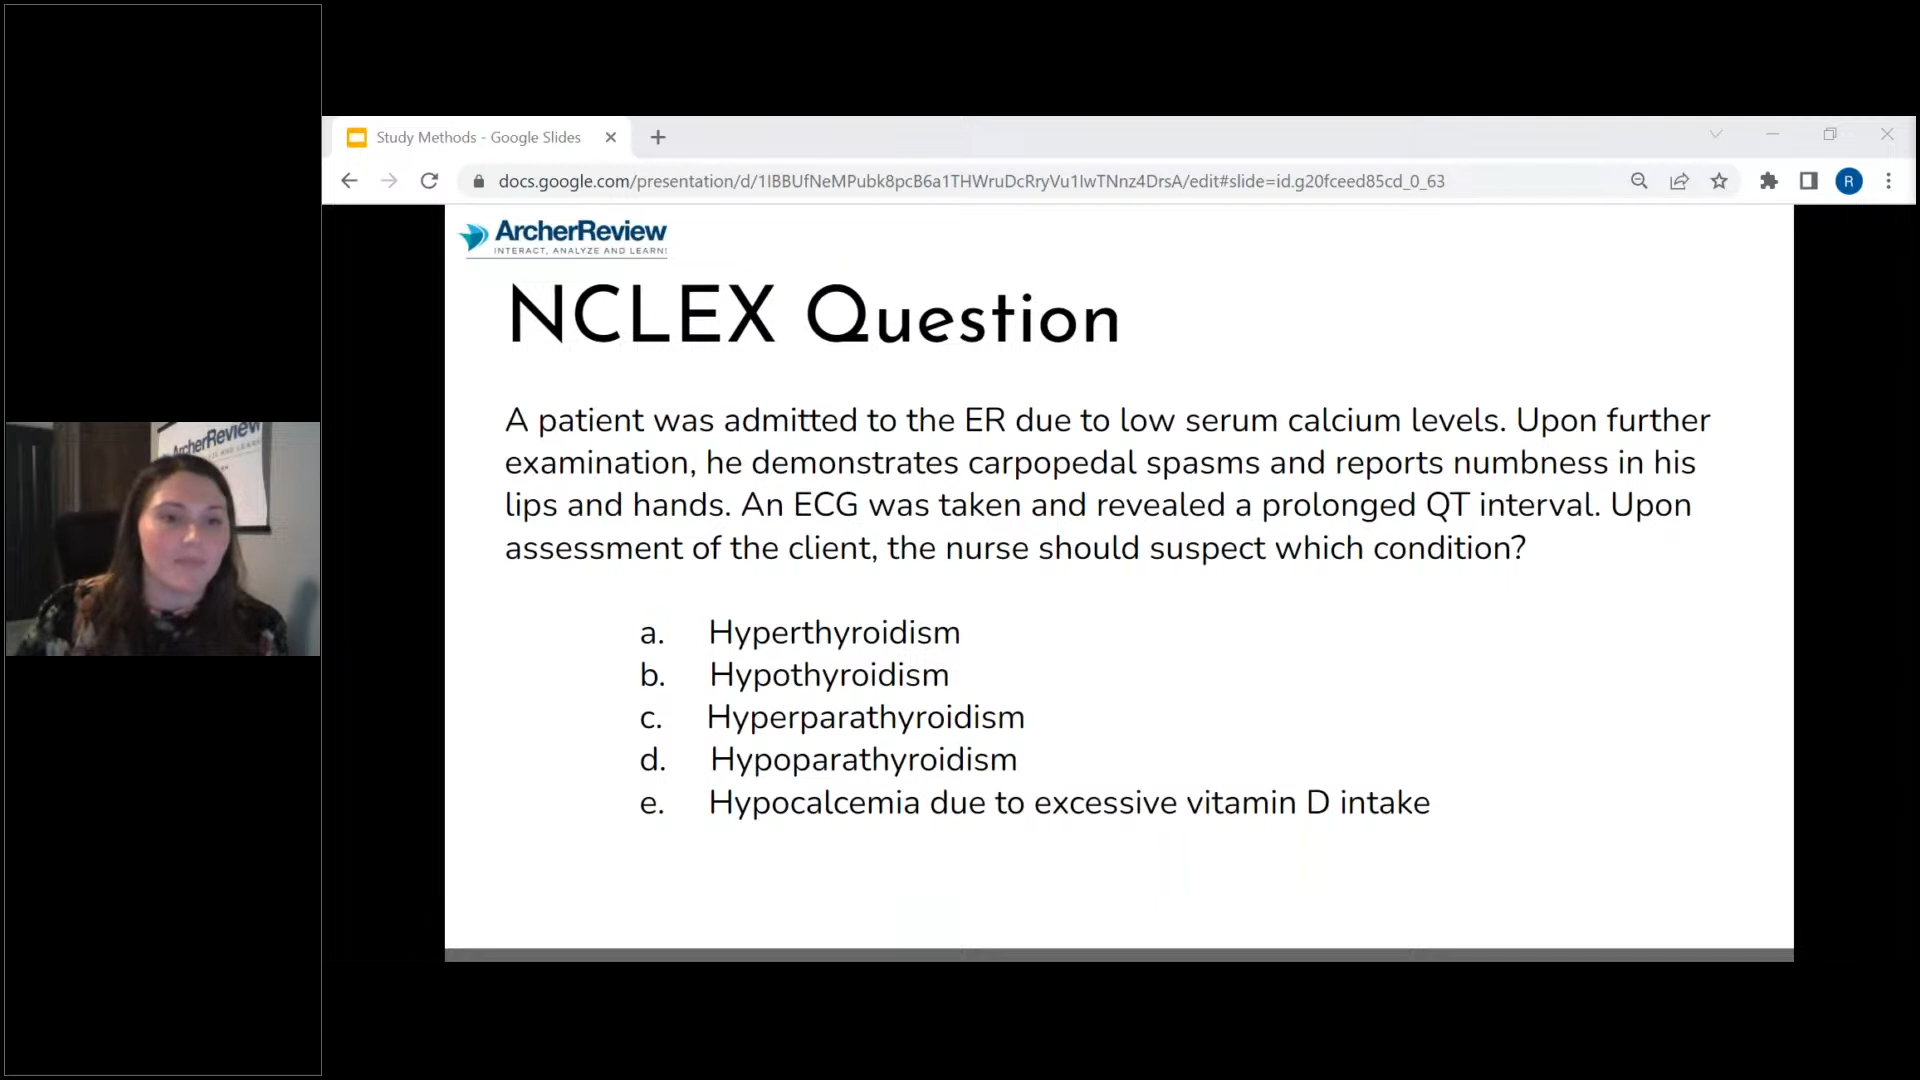 Study Methods - Google Slides
docs.google.com/presentation/d/1IBBUfNeMPubk8pcB6a1THWruDcRryVu1IwTNnz4DrsA/edit#slide=id.g20fceed85cd_0_63
R
ArcherReview
INTERACT, ANALYZE AND LEARN!
NCLEX Question
A patient was admitted to the ER due to low serum calcium levels. Upon further
examination, he demonstrates carpopedal spasms and reports numbness in his
lips and hands. An ECG was taken and revealed a prolonged QT interval. Upon
assessment of the client, the nurse should suspect which condition?
a. Hyperthyroidism
b. Hypothyroidism
c. Hyperparathyroidism
d. Hypoparathyroidism
e. Hypocalcemia due to excessive vitamin D intake
ArcherReview